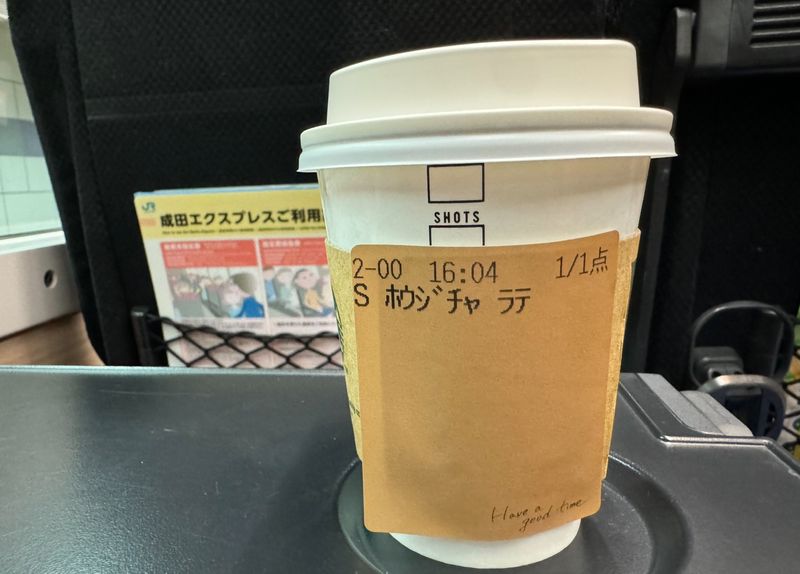 SHOTS
2-00 16:04 1/1点
S ホウジチャ ラテ
Have a
good time
JR
成田エクスプレスご利用